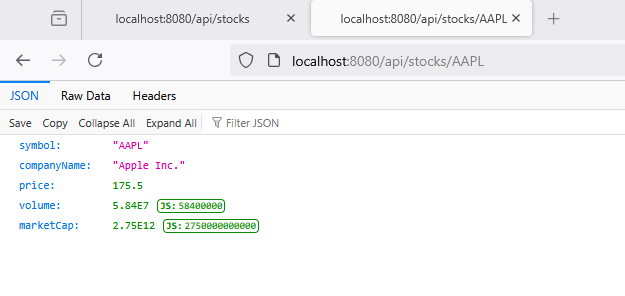 localhost:8080/api/stocks
localhost:8080/api/stocks/AAPL
localhost:8080/api/stocks/AAPL
JSON Raw Data Headers
Save Copy Collapse All Expand All Filter JSON
symbol: "AAPL"
companyName: "Apple Inc."
price: 175.5
volume: 5.84E7 JS:58400000
marketCap: 2.75E12 JS:2750000000000